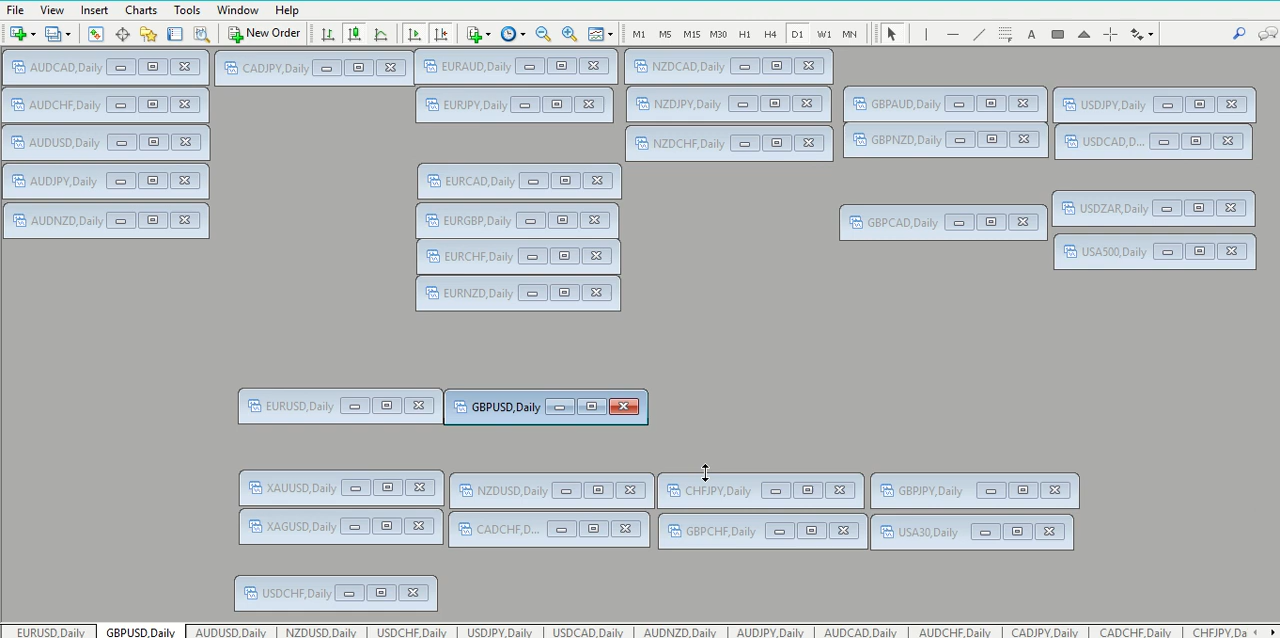 File View Insert Charts Tools Window Help
New Order A M1 M5 M15 M30 H1 H4 D1 W1 MN A
AUDCAD,Daily CADJPY,Daily EURAUD,Daily NZDCAD,Daily
AUDCHF,Daily EURJPY,Daily NZDJPY,Daily GBPAUD,Daily USDJPY,Daily
AUDUSD,Daily NZDCHF,Daily GBPNZD,Daily USDCAD,D...
AUDJPY,Daily EURCAD,Daily
AUDNZD,Daily EURGBP,Daily GBPCAD,Daily USDZAR,Daily
EURCHF,Daily USA500,Daily
EURNZD,Daily
EURUSD,Daily GBPUSD,Daily
XAUUSD,Daily NZDUSD,Daily CHFJPY,Daily GBPJPY,Daily
XAGUSD,Daily CADCHF,D... GBPCHF,Daily USA30,Daily
USDCHF,Daily
EURUSD,Daily GBPUSD,Daily AUDUSD,Daily NZDUSD,Daily USDCHF,Daily USDJPY,Daily USDCAD,Daily AUDNZD,Daily AUDJPY,Daily AUDCAD,Daily AUDCHF,Daily CADJPY,Daily CADCHF,Daily CHFJPY,Da